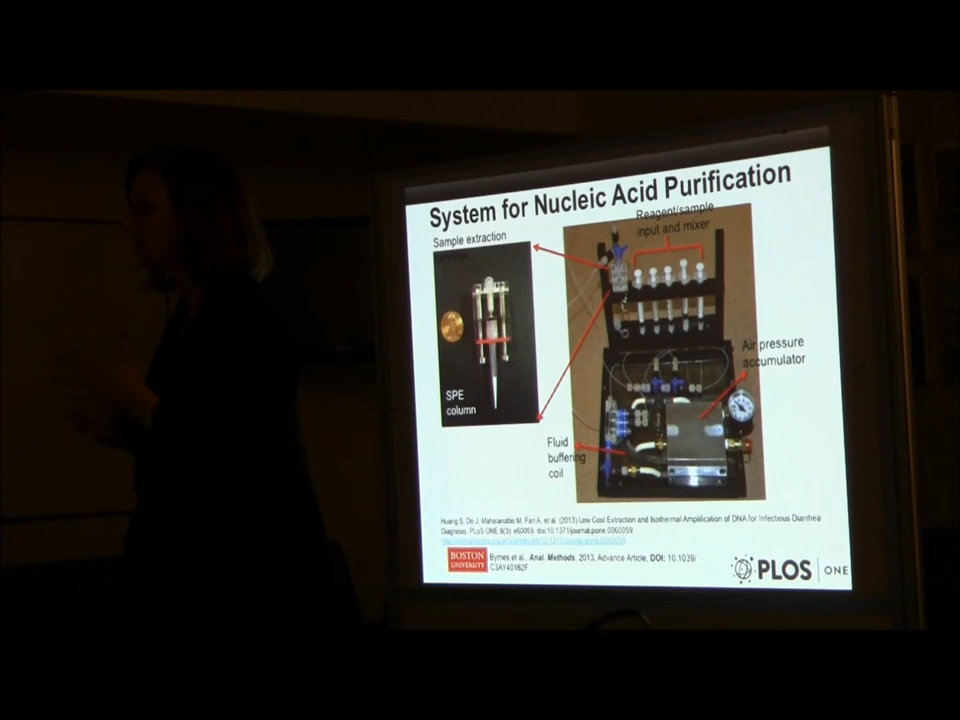 System for Nucleic Acid Purification
Sample extraction
Reagent/sample
input and mixer
Air pressure
accumulator
SPE
column
Fluid
buffering
coil
Huang S, Do J, Mahalanabis M, Fan A, et al. (2013) Low Cost Extraction and Isothermal Amplification of DNA for Infectious Diarrhea
Diagnosis. PLoS ONE 8(3): e60059. doi:10.1371/journal.pone.0060059
BOSTON
UNIVERSITY
Byrnes et al., Anal. Methods. 2013, Advance Article, DOI: 10.1039/
C3AY40162F
PLOS | ONE